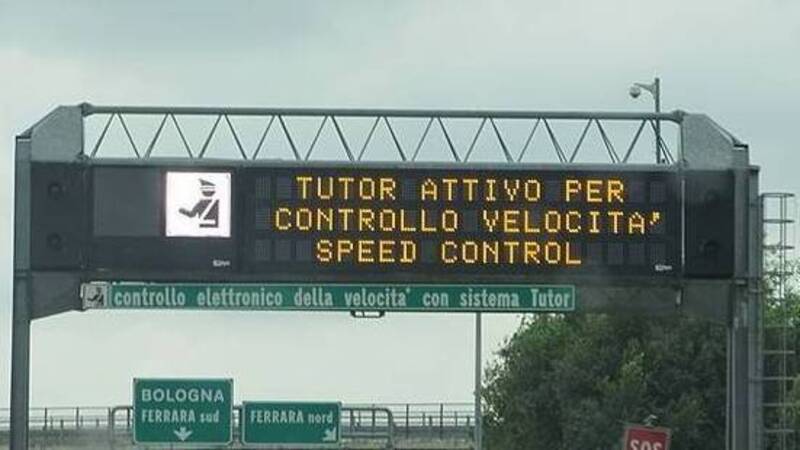 TUTOR ATTIVO PER
CONTROLLO VELOCITA'
SPEED CONTROL
controllo elettronico della velocita' con sistema Tutor
BOLOGNA
FERRARA sud
FERRARA nord
SOS